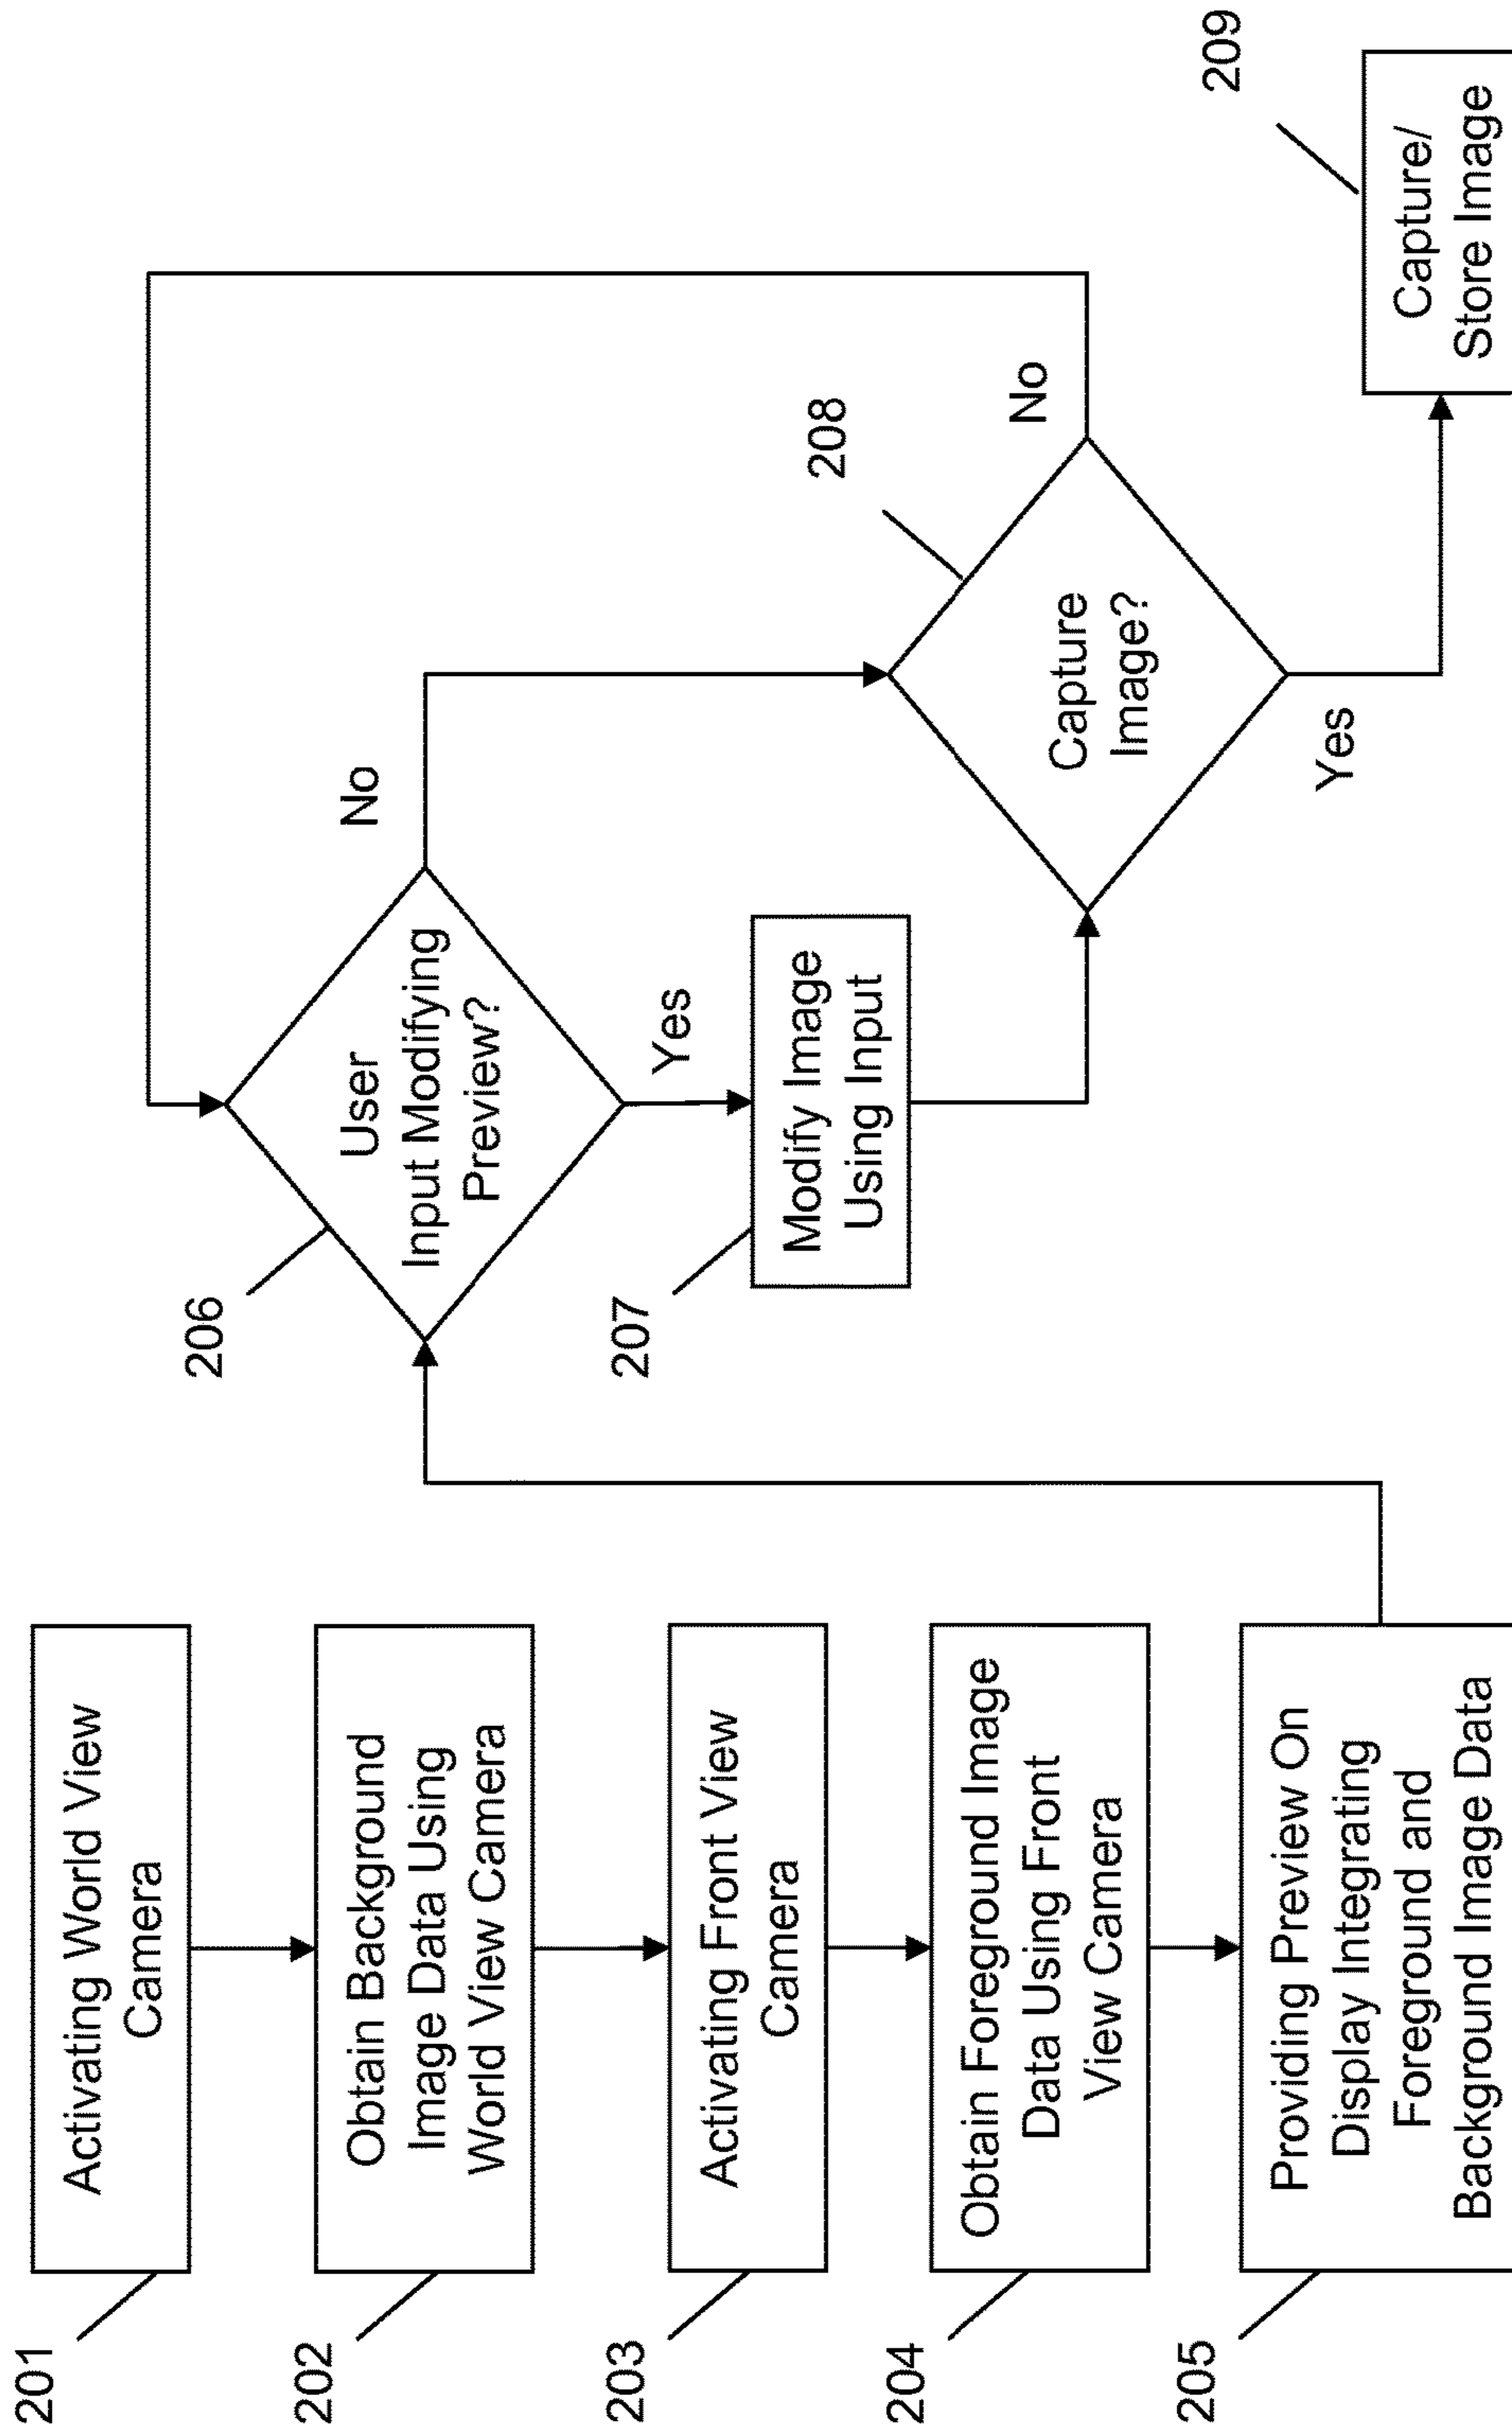 201
Activating World View
Camera
202
Obtain Background
Image Data Using
World View Camera
203
Activating Front View
Camera
204
Obtain Foreground Image
Data Using Front
View Camera
205
Providing Preview On
Display Integrating
Foreground and
Background Image Data
206
User
Input Modifying
Preview?
No
Yes
207
Modify Image
Using Input
208
Capture
Image?
No
Yes
209
Capture/
Store Image